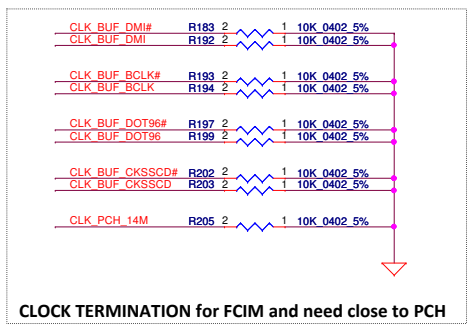 CLK_BUF_DMI# R183 2 1 10K_0402_5%
CLK_BUF_DMI R192 2 1 10K_0402_5%
CLK_BUF_BCLK# R193 2 1 10K_0402_5%
CLK_BUF_BCLK R194 2 1 10K_0402_5%
CLK_BUF_DOT96# R197 2 1 10K_0402_5%
CLK_BUF_DOT96 R199 2 1 10K_0402_5%
CLK_BUF_CKSSCD# R202 2 1 10K_0402_5%
CLK_BUF_CKSSCD R203 2 1 10K_0402_5%
CLK_PCH_14M R205 2 1 10K_0402_5%
CLOCK TERMINATION for FCIM and need close to PCH